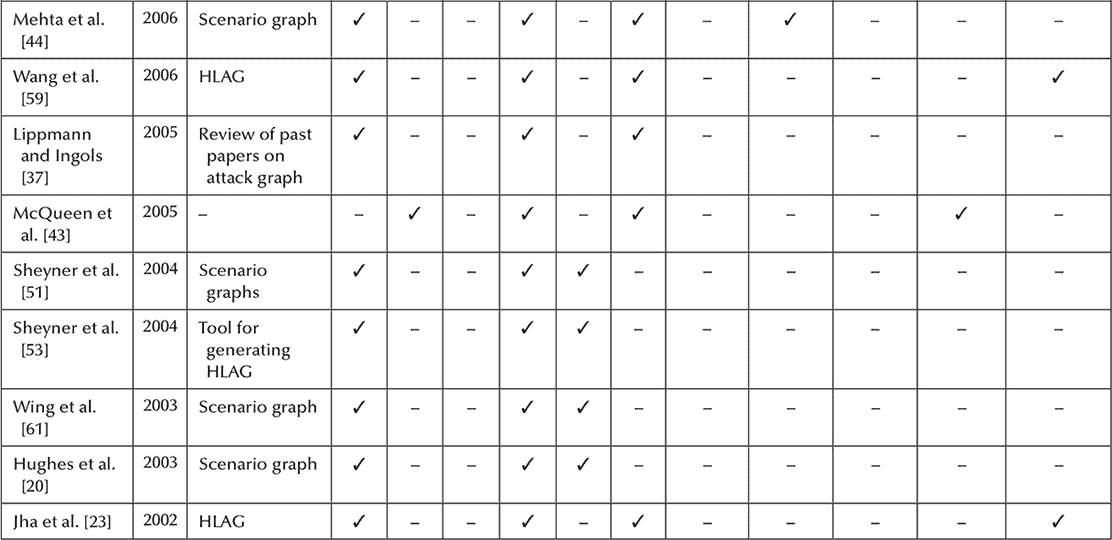 Mehta et al. 2006 Scenario graph ✓ – – ✓ – ✓ – ✓ – – – –
[44]
Wang et al. 2006 HLAG ✓ – – ✓ – ✓ – – – – – ✓
[59]
Lippmann 2005 Review of past ✓ – – ✓ – ✓ – – – – – –
and Ingols papers on
[37] attack graph
McQueen et 2005 – – ✓ – ✓ – ✓ – – – – ✓ –
al. [43]
Sheyner et al. 2004 Scenario ✓ – – ✓ ✓ – – – – – – –
[51] graphs
Sheyner et al. 2004 Tool for ✓ – – ✓ ✓ – – – – – – –
[53] generating
HLAG
Wing et al. 2003 Scenario graph ✓ – – ✓ ✓ – – – – – – –
[61]
Hughes et al. 2003 Scenario graph ✓ – – ✓ ✓ – – – – – – –
[20]
Jha et al. [23] 2002 HLAG ✓ – – ✓ – ✓ – – – – – ✓